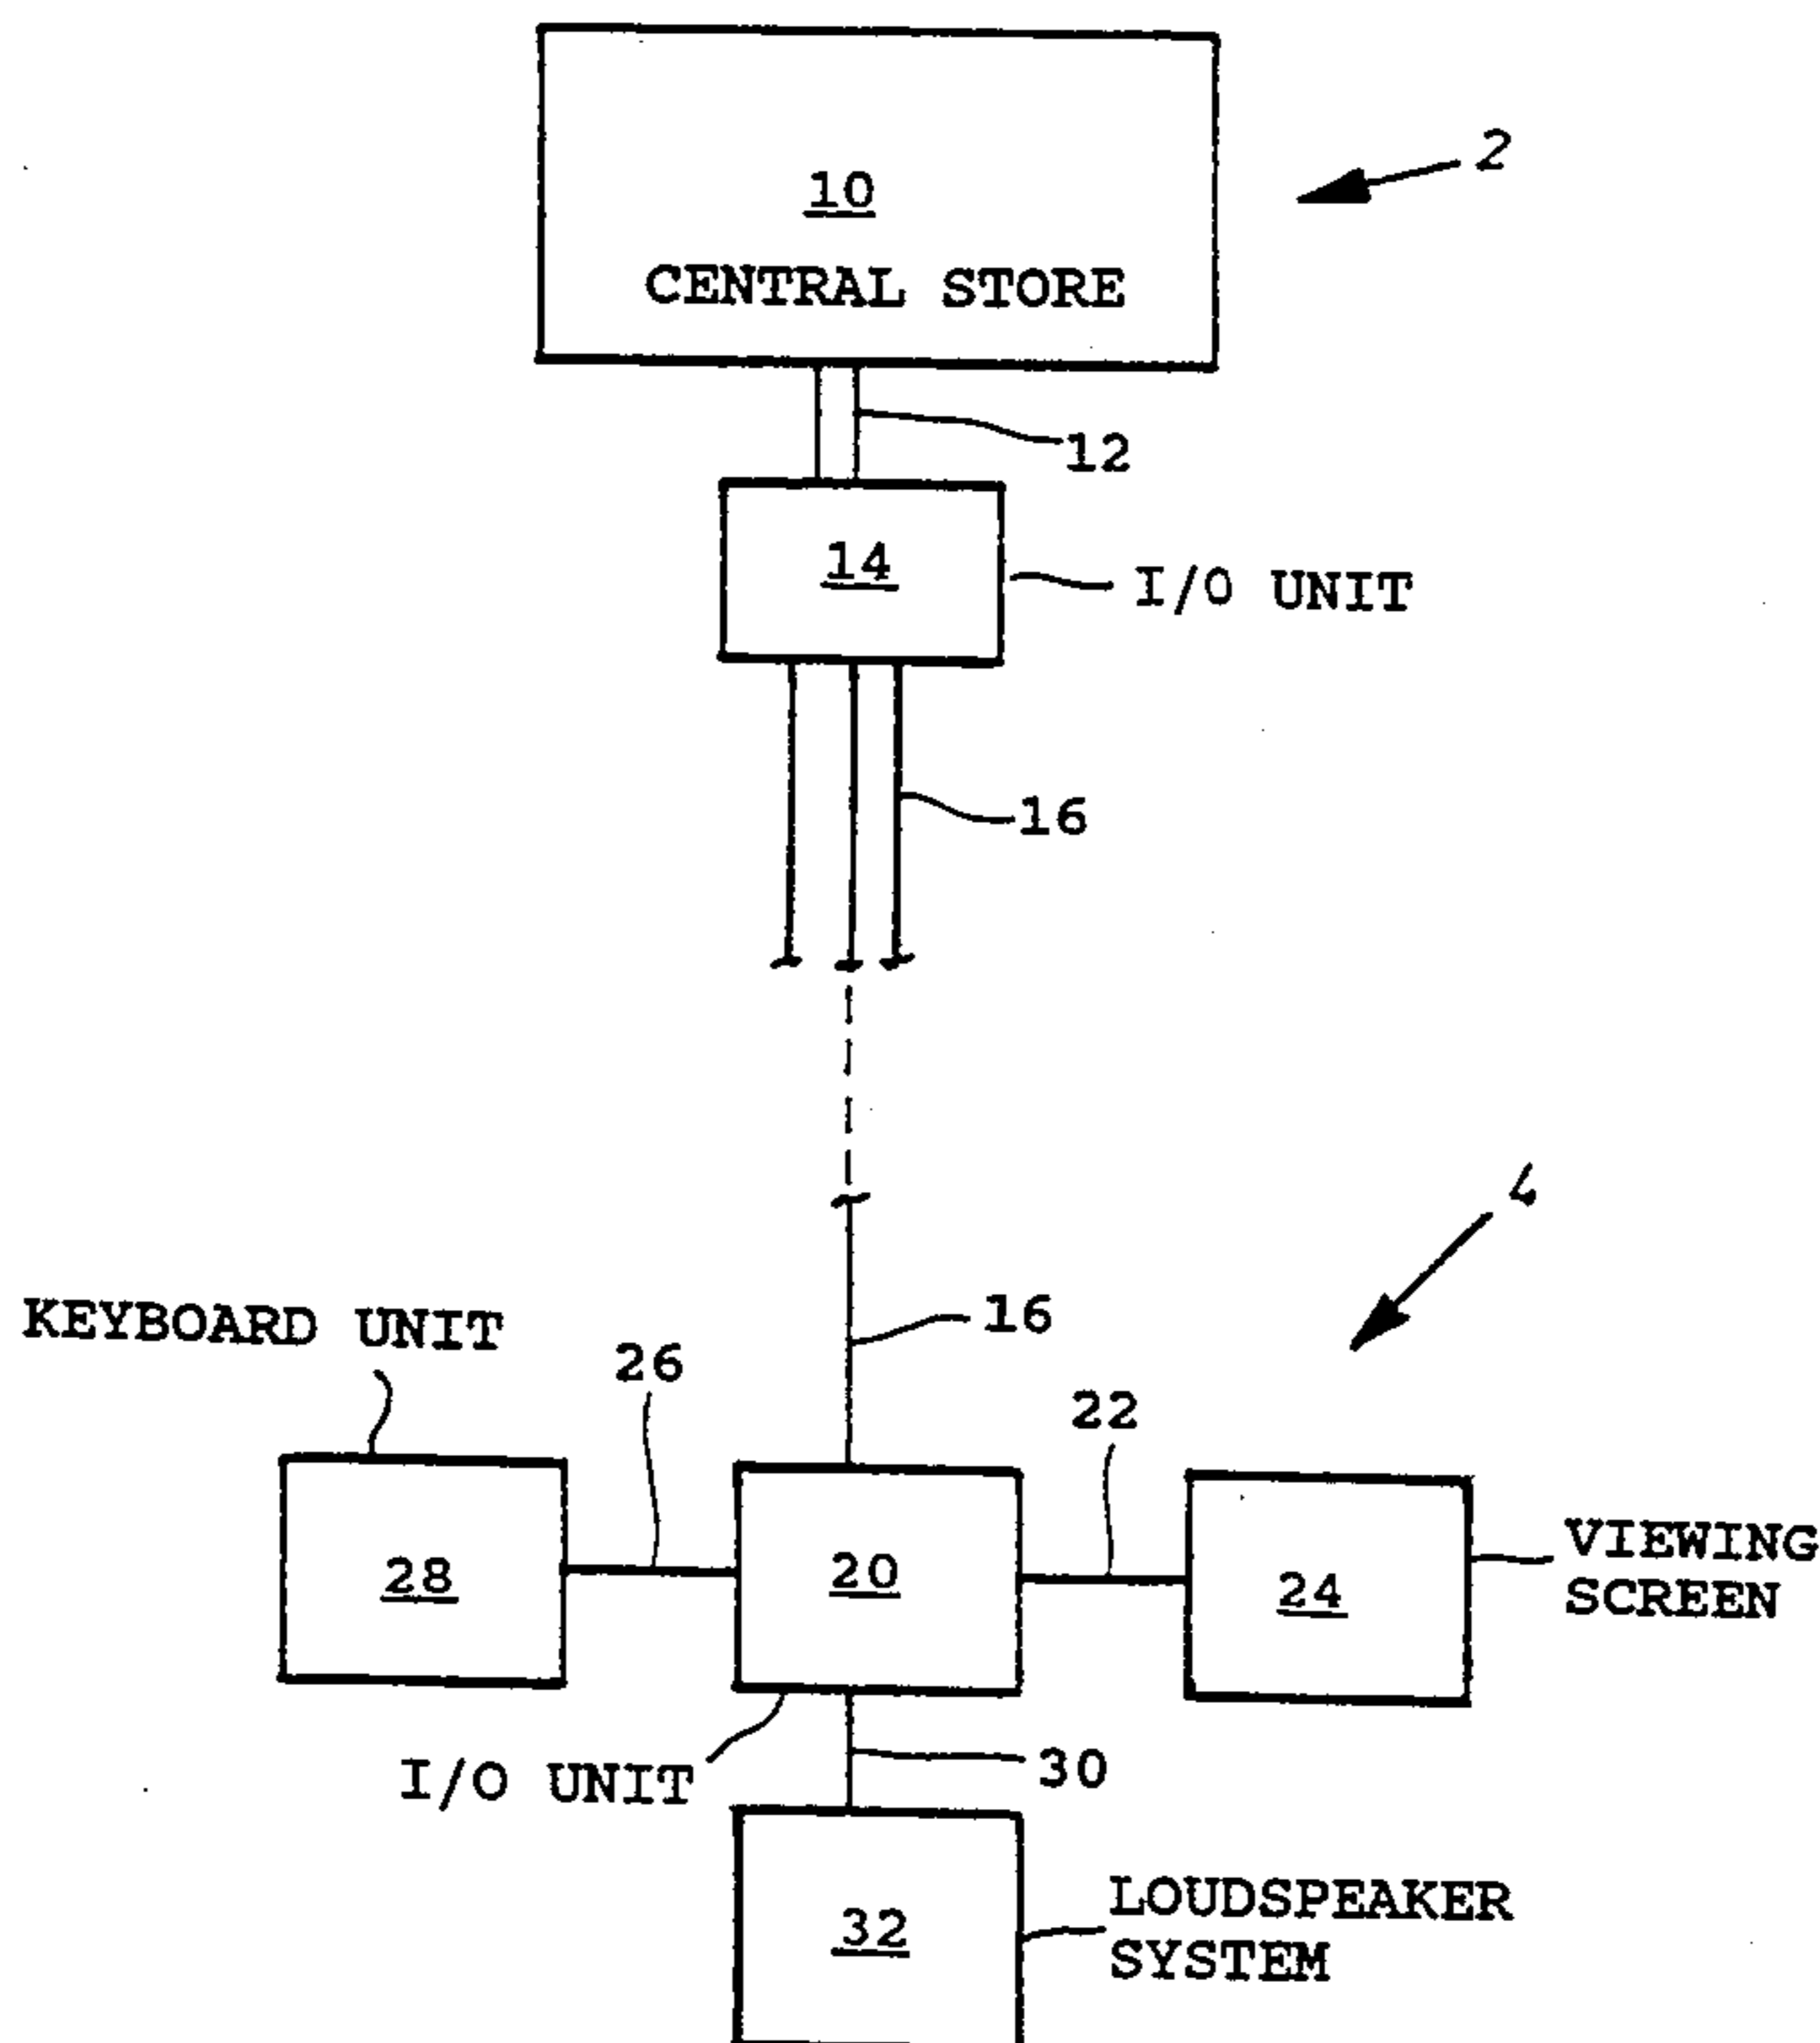 2
10
CENTRAL STORE
12
14
I/O UNIT
16
4
16
KEYBOARD UNIT
26
22
28
20
24
VIEWING
SCREEN
I/O UNIT
30
32
LOUDSPEAKER
SYSTEM